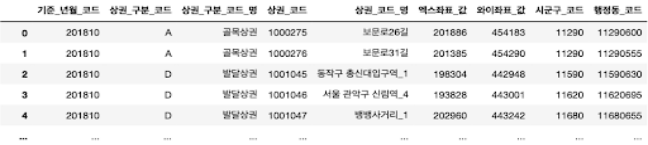 기준_년월_코드 상권_구분_코드 상권_구분_코드_명 상권_코드 상권_코드_명 엑스좌표_값 와이좌표_값 시군구_코드 행정동_코드
0 201810 A 골목상권 1000275 보문로26길 201886 454183 11290 11290600
1 201810 A 골목상권 1000276 보문로31길 201385 454290 11290 11290555
2 201810 D 발달상권 1001045 동작구 총신대입구역_1 198304 442948 11590 11590630
3 201810 D 발달상권 1001046 서울 관악구 신림역_4 193828 443001 11620 11620695
4 201810 D 발달상권 1001047 뱅뱅사거리_1 202960 443242 11680 11680655
... ... ... ... ... ... ... ... ... ...